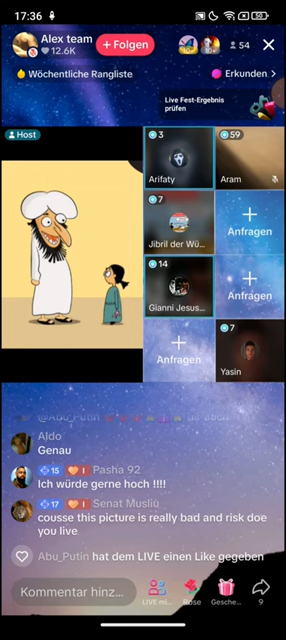 17:36
50
Alex team
12.6K
+ Folgen
54
Wöchentliche Rangliste
Erkunden >
Live Fest-Ergebnis
prüfen
Host
3
59
Arifaty
Aram
7
Jibril der Wü...
Anfragen
14
Gianni Jesus...
Anfragen
Anfragen
7
Yasin
Aldo
Genau
15
1
Pasha 92
Ich würde gerne hoch !!!!
17
1
Senat Musliu
cousse this picture is really bad and risk doe
you live
Abu_Putin hat dem LIVE einen Like gegeben
Kommentar hinz...
LIVE mi...
Rose
Gesche...
9